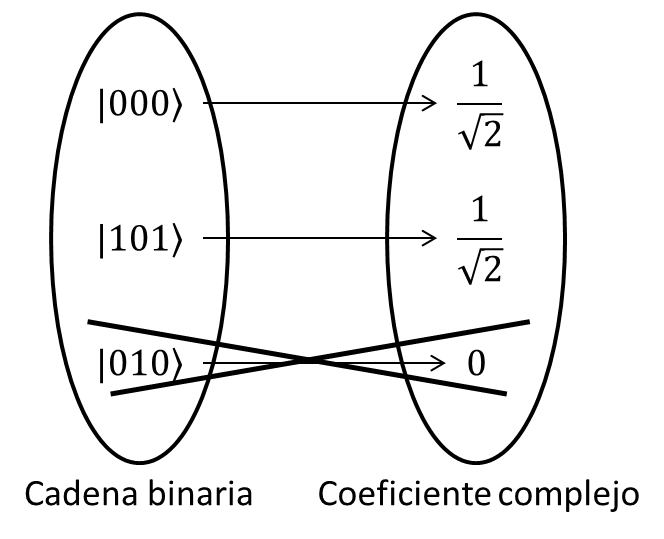 |000⟩ 1/√2
|101⟩ 1/√2
|010⟩ 0
Cadena binaria Coeficiente complejo